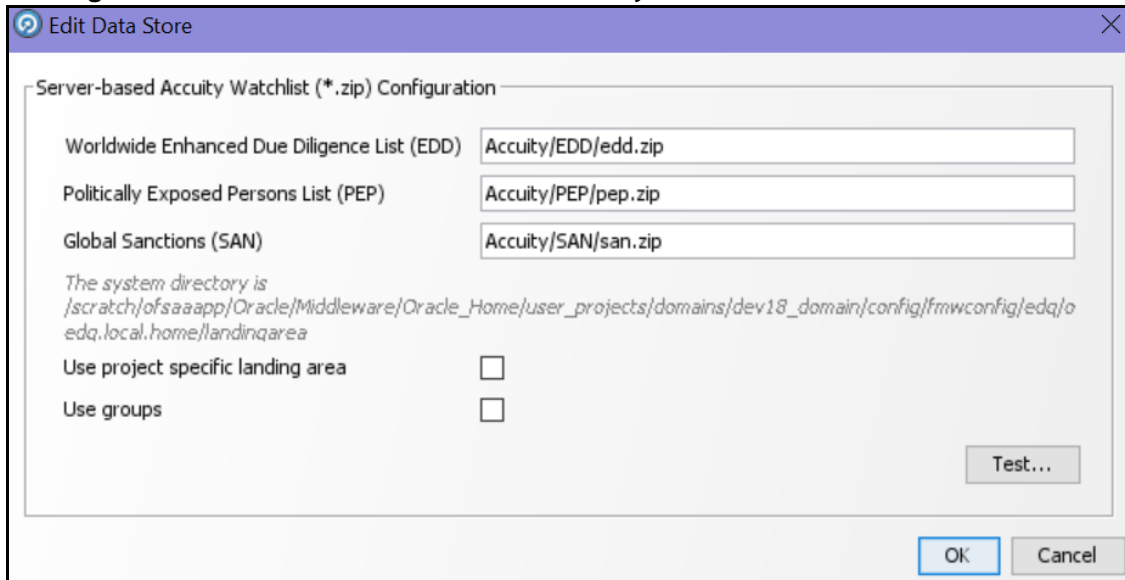 Edit Data Store
Server-based Accuity Watchlist (*.zip) Configuration
Worldwide Enhanced Due Diligence List (EDD) Accuity/EDD/edd.zip
Politically Exposed Persons List (PEP) Accuity/PEP/pep.zip
Global Sanctions (SAN) Accuity/SAN/san.zip
The system directory is
/scratch/ofsaaapp/Oracle/Middleware/Oracle_Home/user_projects/domains/dev18_domain/config/fmwconfig/edq/o
edq.local.home/landingarea
Use project specific landing area
Use groups
Test...
OK Cancel